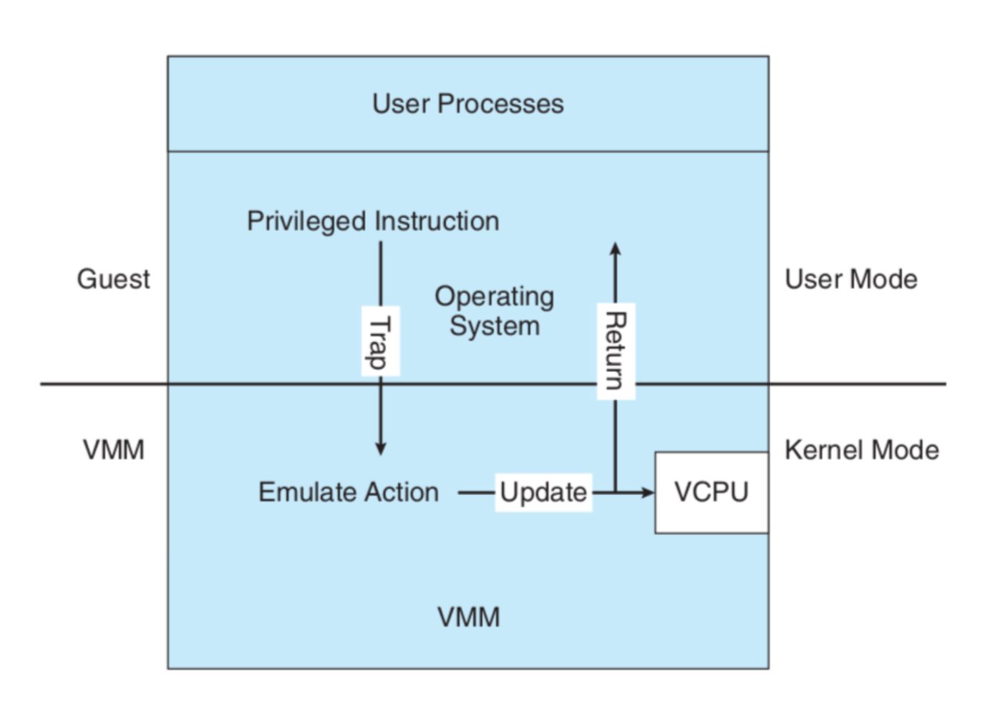 User Processes
Privileged Instruction
Guest
Operating
System
User Mode
Trap
Return
VMM
Kernel Mode
Emulate Action
Update
VCPU
VMM